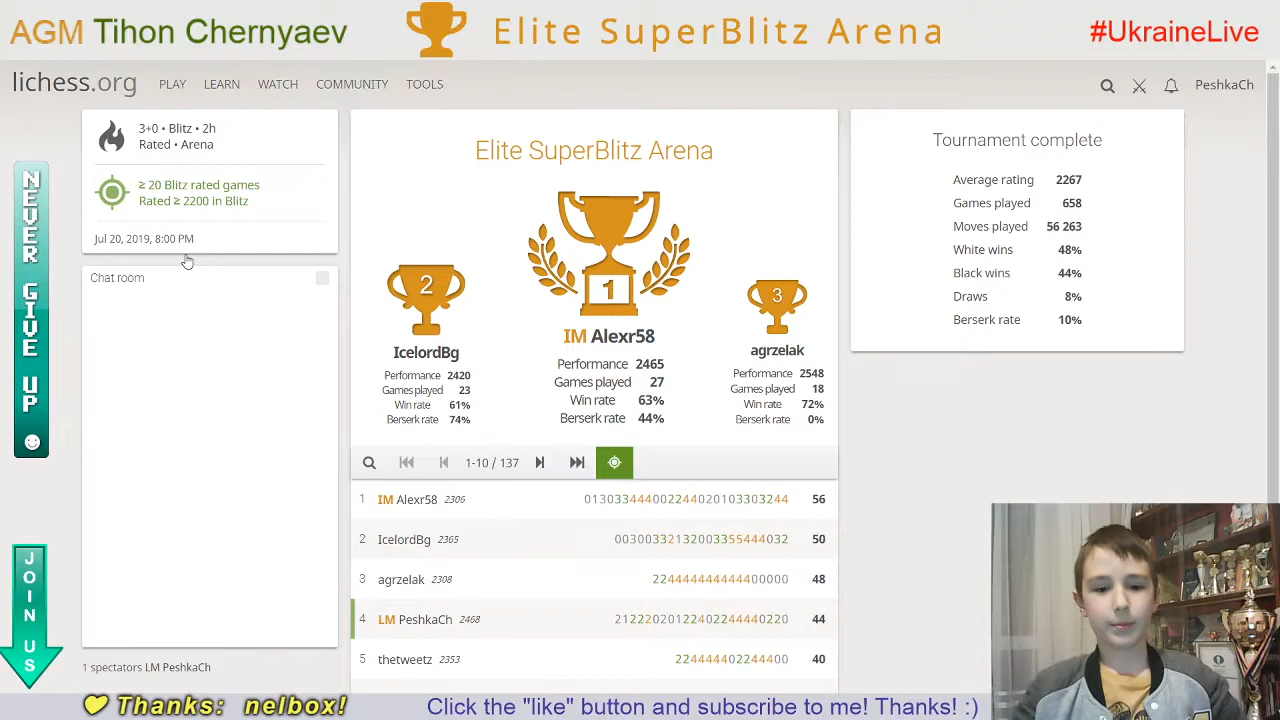 AGM Tihon Chernyaev
Elite SuperBlitz Arena
#UkraineLive
lichess.org
PLAY
LEARN
WATCH
COMMUNITY
TOOLS
PeshkaCh
NEVER GIVE UP
JOIN US
3+0 • Blitz • 2h
Rated • Arena
≥ 20 Blitz rated games
Rated ≥ 2200 in Blitz
Jul 20, 2019, 8:00 PM
Chat room
1 spectators LM PeshkaCh
Elite SuperBlitz Arena
2
IcelordBg
Performance 2420
Games played 23
Win rate 61%
Berserk rate 74%
1
IM Alexr58
Performance 2465
Games played 27
Win rate 63%
Berserk rate 44%
3
agrzelak
Performance 2548
Games played 18
Win rate 72%
Berserk rate 0%
1-10 / 137
1 IM Alexr58 2306 013033444002244020103303244 56
2 IcelordBg 2365 00300332132003355444032 50
3 agrzelak 2308 224444444444400000 48
4 LM PeshkaCh 2468 21222020122402244440220 44
5 thetweetz 2353 224444402244400 40
Tournament complete
Average rating 2267
Games played 658
Moves played 56 263
White wins 48%
Black wins 44%
Draws 8%
Berserk rate 10%
Thanks: nelbox!
Click the "like" button and subscribe to me! Thanks! :)